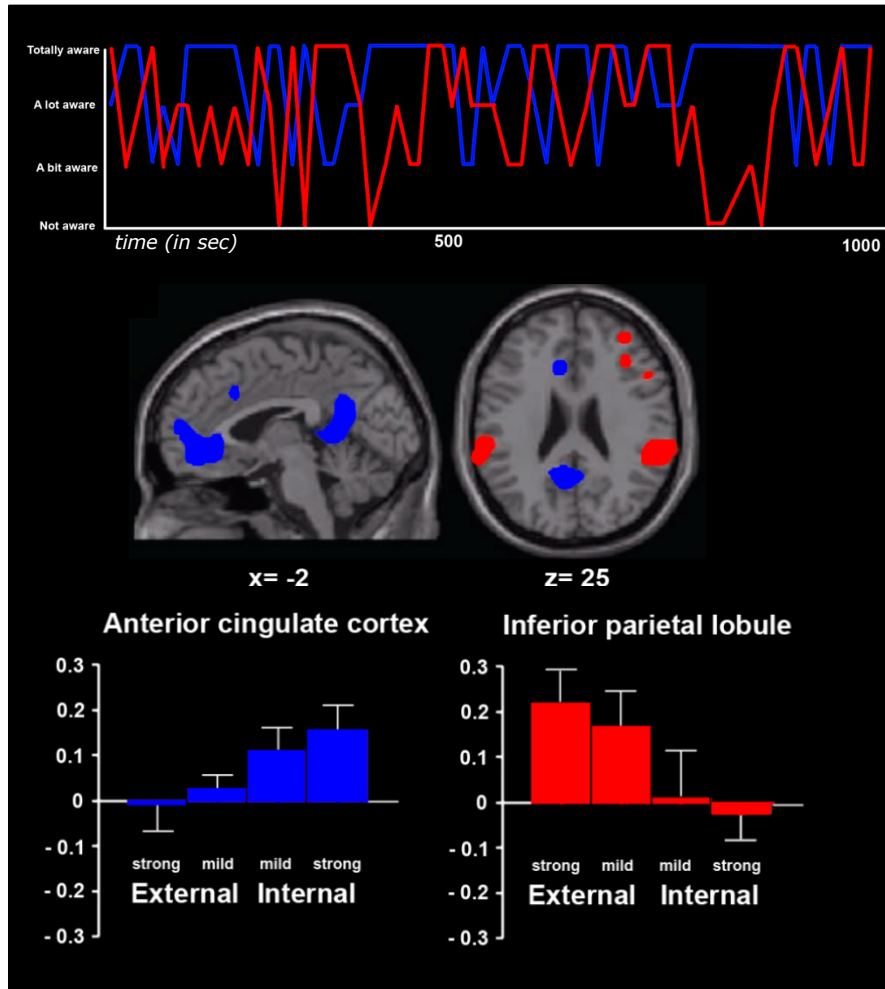 Totally aware
A lot aware
A bit aware
Not aware
time (in sec)
500
1000
x= -2
z= 25
Anterior cingulate cortex
Inferior parietal lobule
0.3
0.2
0.1
0
- 0.1
- 0.2
- 0.3
strong mild mild strong
External Internal
0.3
0.2
0.1
0
- 0.1
- 0.2
- 0.3
strong mild mild strong
External Internal